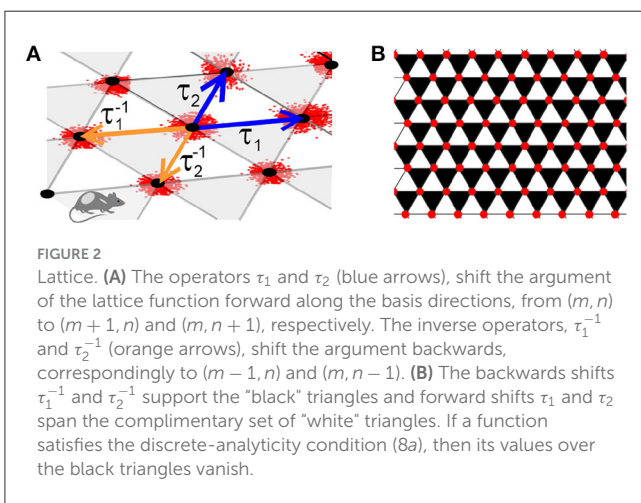 A
B
τ₁⁻¹
τ₂
τ₁
τ₂⁻¹
FIGURE 2
Lattice. (A) The operators τ₁ and τ₂ (blue arrows), shift the argument
of the lattice function forward along the basis directions, from (m, n)
to (m + 1, n) and (m, n + 1), respectively. The inverse operators, τ₁⁻¹
and τ₂⁻¹ (orange arrows), shift the argument backwards,
correspondingly to (m − 1, n) and (m, n − 1). (B) The backwards shifts
τ₁⁻¹ and τ₂⁻¹ support the "black" triangles and forward shifts τ₁ and τ₂
span the complimentary set of "white" triangles. If a function
satisfies the discrete-analyticity condition (8a), then its values over
the black triangles vanish.